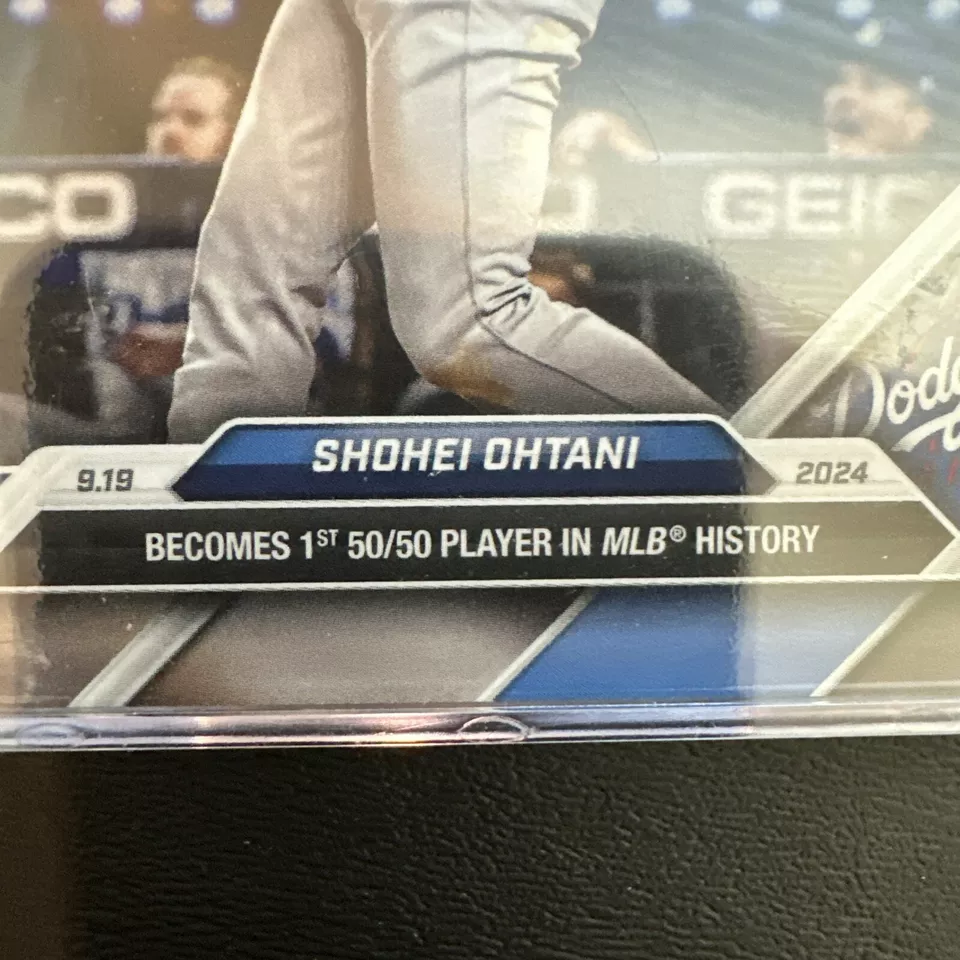 CO
GEIC
Dod
9.19
SHOHEI OHTANI
2024
BECOMES 1ST 50/50 PLAYER IN MLB® HISTORY